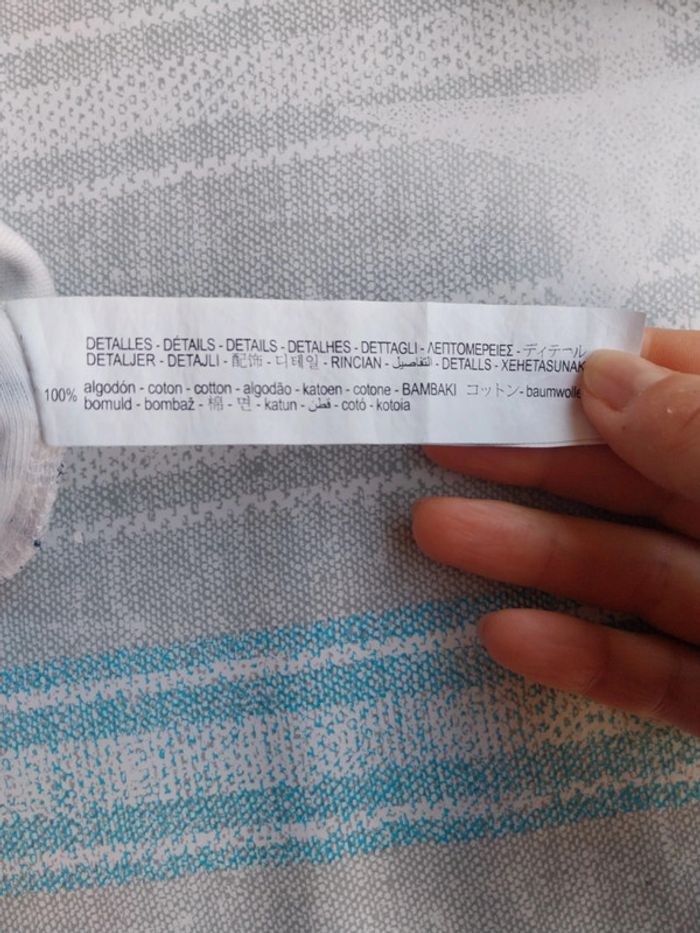 DETALLES - DÉTAILS - DETAILS - DETALHES - DETTAGLI - ΛΕΠΤΟΜΕΡΕΙΕΣ - ディテール
DETALJER - DETAJLI - 配饰 - 디테일 - RINCIAN - التفاصيل - DETALLS - XEHETASUNAK
100% algodón - coton - cotton - algodão - katoen - cotone - BAMBAKI コットン - baumwolle
bomuld - bombaž - 棉 - 면 - katun - قطن - cotó - kotoia